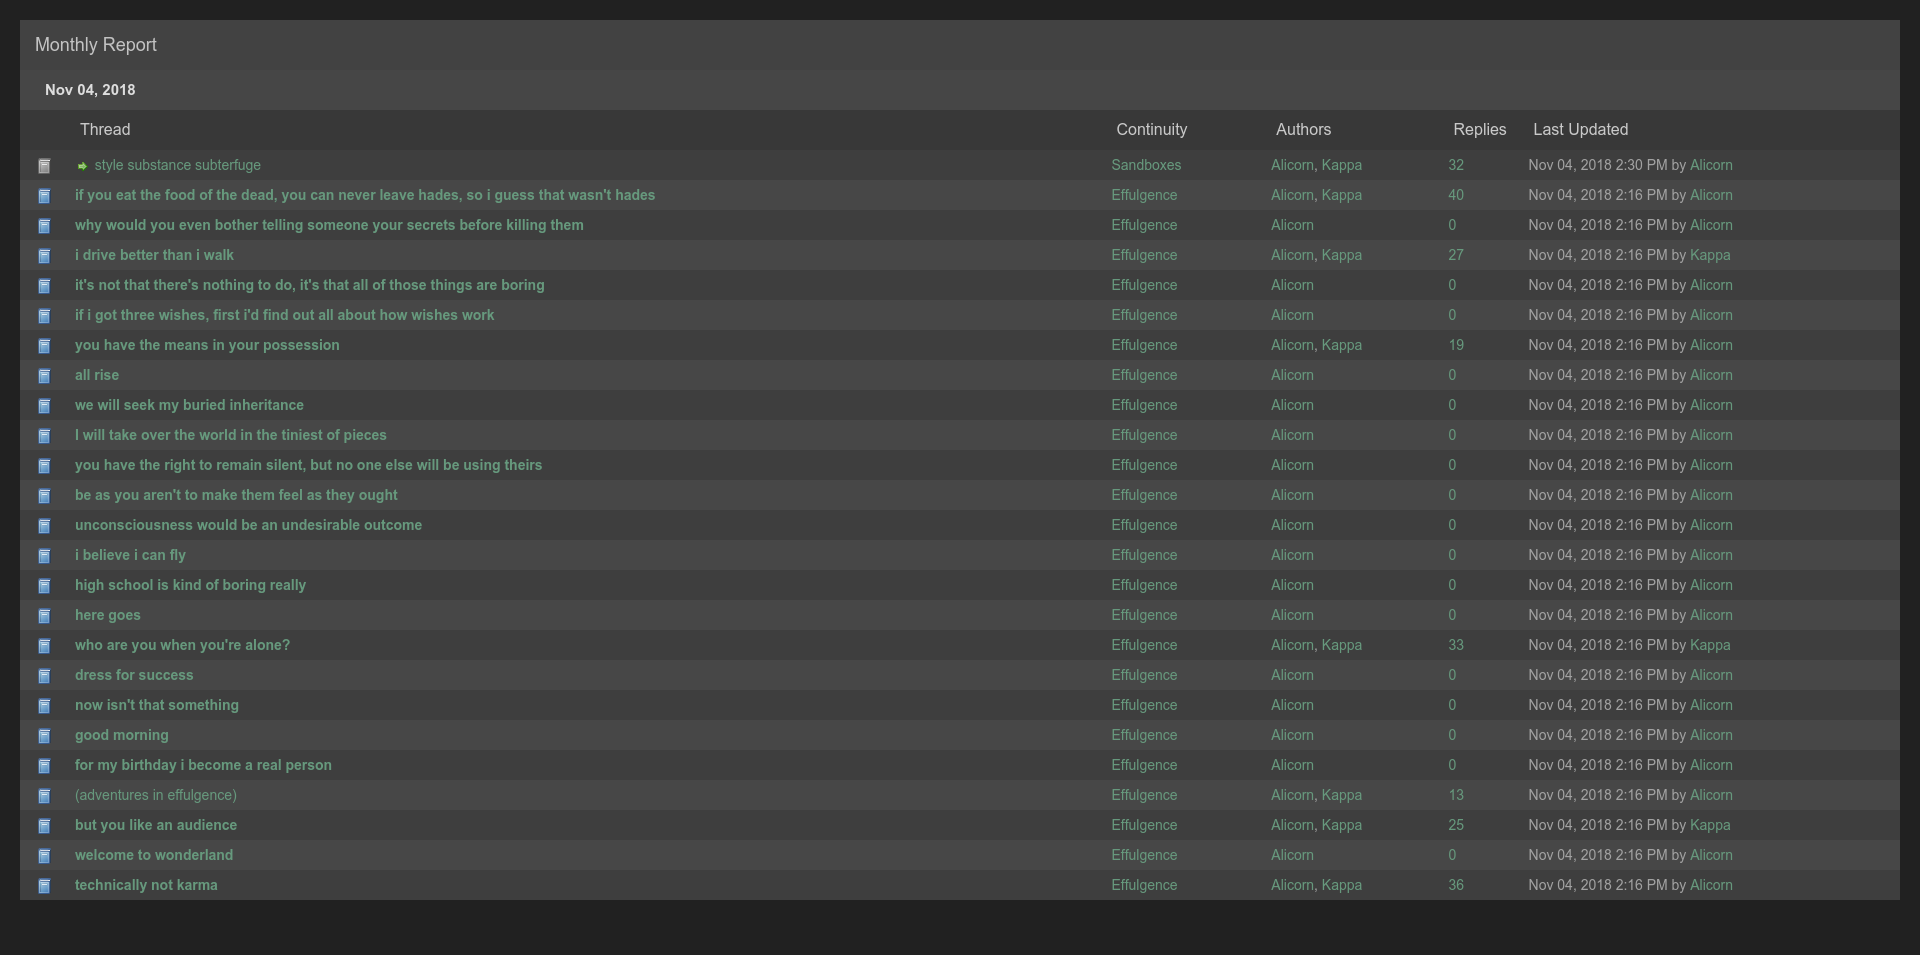 Monthly Report
Nov 04, 2018
Thread Continuity Authors Replies Last Updated
style substance subterfuge Sandboxes Alicorn, Kappa 32 Nov 04, 2018 2:30 PM by Alicorn
if you eat the food of the dead, you can never leave hades, so i guess that wasn't hades Effulgence Alicorn, Kappa 40 Nov 04, 2018 2:16 PM by Alicorn
why would you even bother telling someone your secrets before killing them Effulgence Alicorn 0 Nov 04, 2018 2:16 PM by Alicorn
i drive better than i walk Effulgence Alicorn, Kappa 27 Nov 04, 2018 2:16 PM by Kappa
it's not that there's nothing to do, it's that all of those things are boring Effulgence Alicorn 0 Nov 04, 2018 2:16 PM by Alicorn
if i got three wishes, first i'd find out all about how wishes work Effulgence Alicorn 0 Nov 04, 2018 2:16 PM by Alicorn
you have the means in your possession Effulgence Alicorn, Kappa 19 Nov 04, 2018 2:16 PM by Alicorn
all rise Effulgence Alicorn 0 Nov 04, 2018 2:16 PM by Alicorn
we will seek my buried inheritance Effulgence Alicorn 0 Nov 04, 2018 2:16 PM by Alicorn
I will take over the world in the tiniest of pieces Effulgence Alicorn 0 Nov 04, 2018 2:16 PM by Alicorn
you have the right to remain silent, but no one else will be using theirs Effulgence Alicorn 0 Nov 04, 2018 2:16 PM by Alicorn
be as you aren't to make them feel as they ought Effulgence Alicorn 0 Nov 04, 2018 2:16 PM by Alicorn
unconsciousness would be an undesirable outcome Effulgence Alicorn 0 Nov 04, 2018 2:16 PM by Alicorn
i believe i can fly Effulgence Alicorn 0 Nov 04, 2018 2:16 PM by Alicorn
high school is kind of boring really Effulgence Alicorn 0 Nov 04, 2018 2:16 PM by Alicorn
here goes Effulgence Alicorn 0 Nov 04, 2018 2:16 PM by Alicorn
who are you when you're alone? Effulgence Alicorn, Kappa 33 Nov 04, 2018 2:16 PM by Kappa
dress for success Effulgence Alicorn 0 Nov 04, 2018 2:16 PM by Alicorn
now isn't that something Effulgence Alicorn 0 Nov 04, 2018 2:16 PM by Alicorn
good morning Effulgence Alicorn 0 Nov 04, 2018 2:16 PM by Alicorn
for my birthday i become a real person Effulgence Alicorn 0 Nov 04, 2018 2:16 PM by Alicorn
(adventures in effulgence) Effulgence Alicorn, Kappa 13 Nov 04, 2018 2:16 PM by Alicorn
but you like an audience Effulgence Alicorn, Kappa 25 Nov 04, 2018 2:16 PM by Kappa
welcome to wonderland Effulgence Alicorn 0 Nov 04, 2018 2:16 PM by Alicorn
technically not karma Effulgence Alicorn, Kappa 36 Nov 04, 2018 2:16 PM by Alicorn